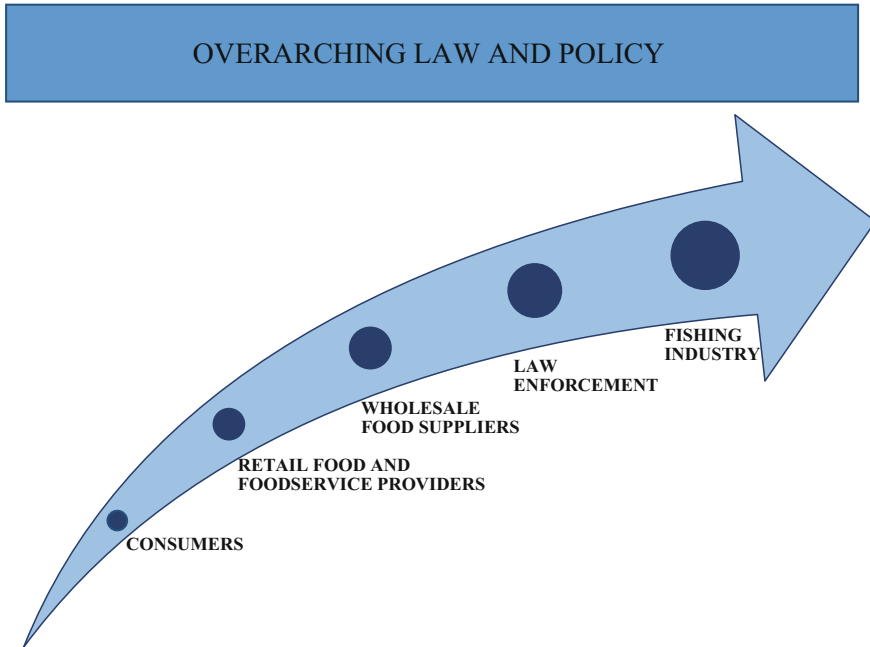 OVERARCHING LAW AND POLICY
FISHING
INDUSTRY
LAW
ENFORCEMENT
WHOLESALE
FOOD SUPPLIERS
RETAIL FOOD AND
FOODSERVICE PROVIDERS
CONSUMERS